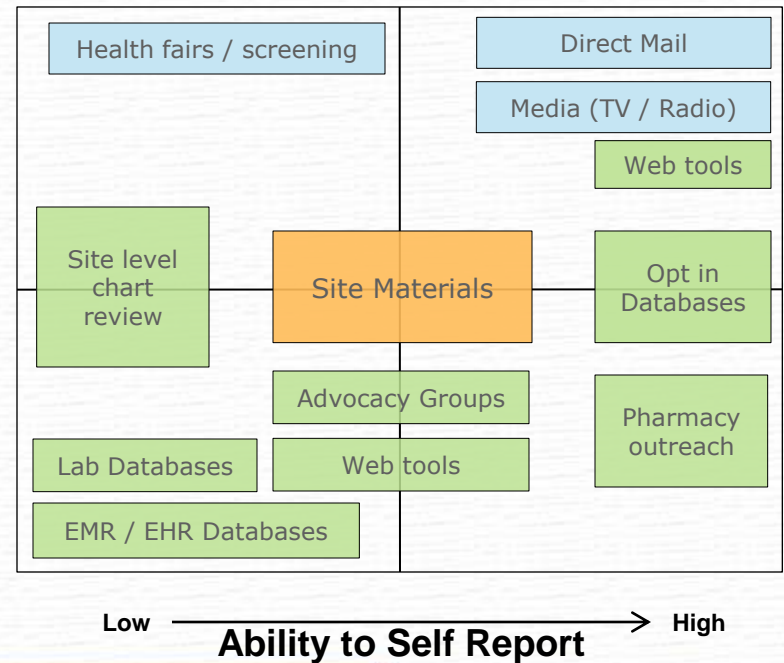 Health fairs / screening
Direct Mail
Media (TV / Radio)
Web tools
Site level
chart
review
Site Materials
Opt in
Databases
Advocacy Groups
Pharmacy
outreach
Lab Databases
Web tools
EMR / EHR Databases
Low
High
Ability to Self Report